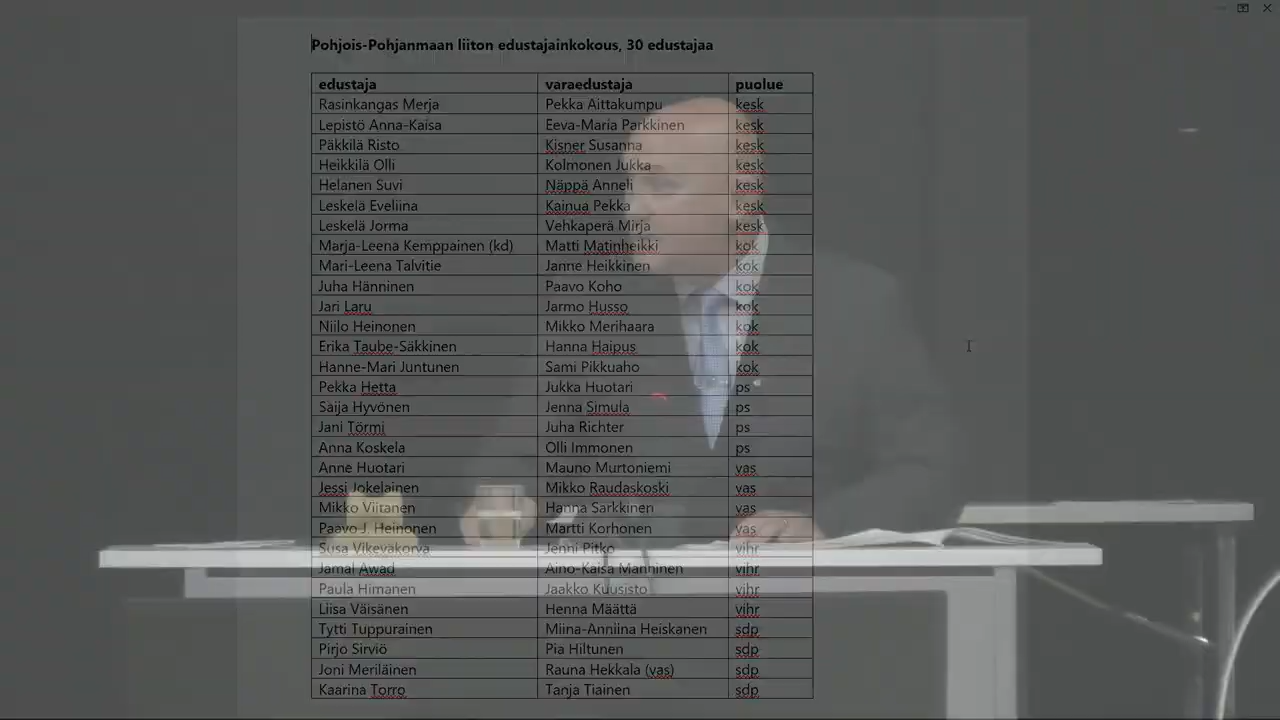 Pohjois-Pohjanmaan liiton edustajainkokous, 30 edustajaa
edustaja varaedustaja puolue
Rasinkangas Merja Pekka Aittakumpu kesk
Lepistö Anna-Kaisa Eeva-Maria Parkkinen kesk
Päkkilä Risto Kisner Susanna kesk
Heikkilä Olli Kolmonen Jukka kesk
Helanen Suvi Näppä Anneli kesk
Leskelä Eveliina Kainua Pekka kesk
Leskelä Jorma Vehkaperä Mirja kesk
Marja-Leena Kemppainen (kd) Matti Matinheikki kok
Mari-Leena Talvitie Janne Heikkinen kok
Juha Hänninen Paavo Koho kok
Jari Laru Jarmo Husso kok
Niilo Heinonen Mikko Merihaara kok
Erika Taube-Säkkinen Hanna Haipus kok
Hanne-Mari Juntunen Sami Pikkuaho kok
Pekka Hetta Jukka Huotari ps
Saija Hyvönen Jenna Simula ps
Jani Törmi Juha Richter ps
Anna Koskela Olli Immonen ps
Anne Huotari Mauno Murtoniemi vas
Jessi Jokelainen Mikko Raudaskoski vas
Mikko Viitanen Hanna Sarkkinen vas
Paavo J. Heinonen Martti Korhonen vas
Susa Vikeväkorva Jenni Pitko vihr
Jamal Awad Aino-Kaisa Manninen vihr
Paula Himanen Jaakko Kuusisto vihr
Liisa Väisänen Henna Määttä vihr
Tytti Tuppurainen Miina-Anniina Heiskanen sdp
Pirjo Sirviö Pia Hiltunen sdp
Joni Meriläinen Rauna Hekkala (vas) sdp
Kaarina Torro Tanja Tiainen sdp